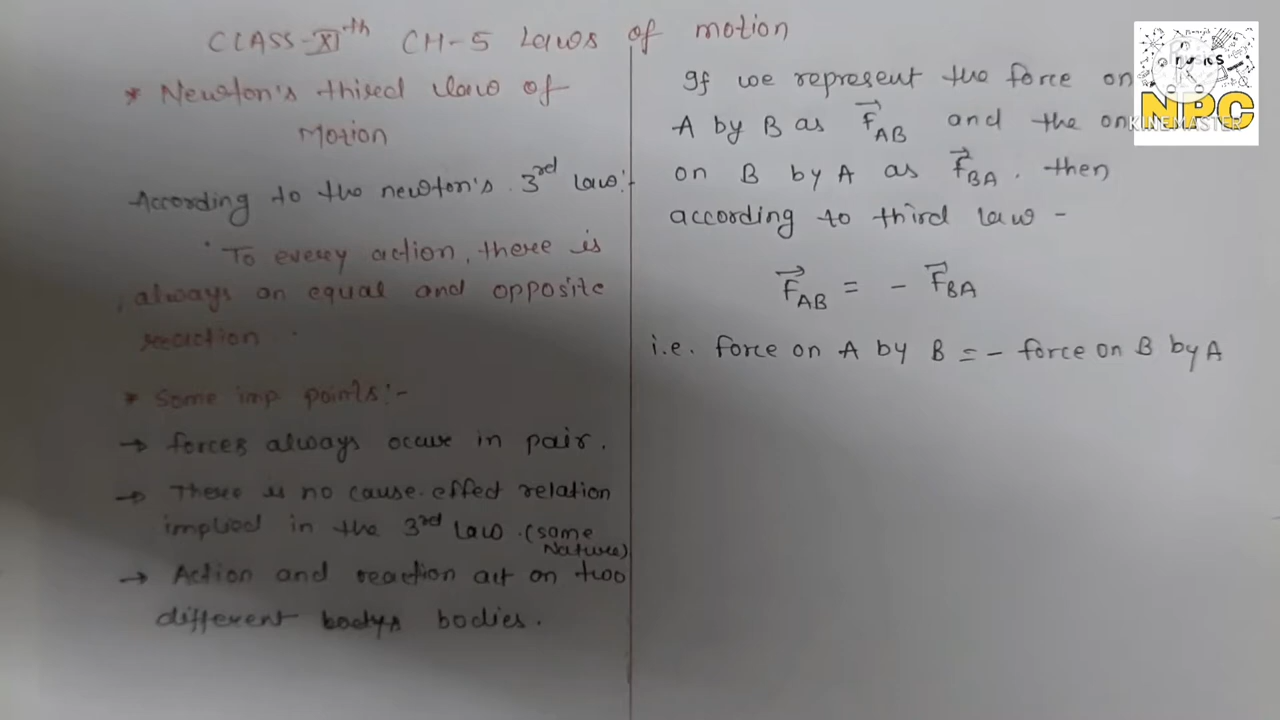 CLASS-XIth CH-5 Laws of motion
* Newton's third law of
Motion
According to the newton's 3rd law:-
To every action, there is
always an equal and opposite
reaction.
* Some imp points:-
→ forces always occur in pair.
→ There is no cause-effect relation
implied in the 3rd law. (same
Nature)
→ Action and reaction act on two
different bodys bodies.
If we represent the force on
A by B as F⃗AB and the on
on B by A as F⃗BA. then
according to third law -
F⃗AB = - F⃗BA
i.e. force on A by B = - force on B by A
Physics
NPC
KINEMASTER